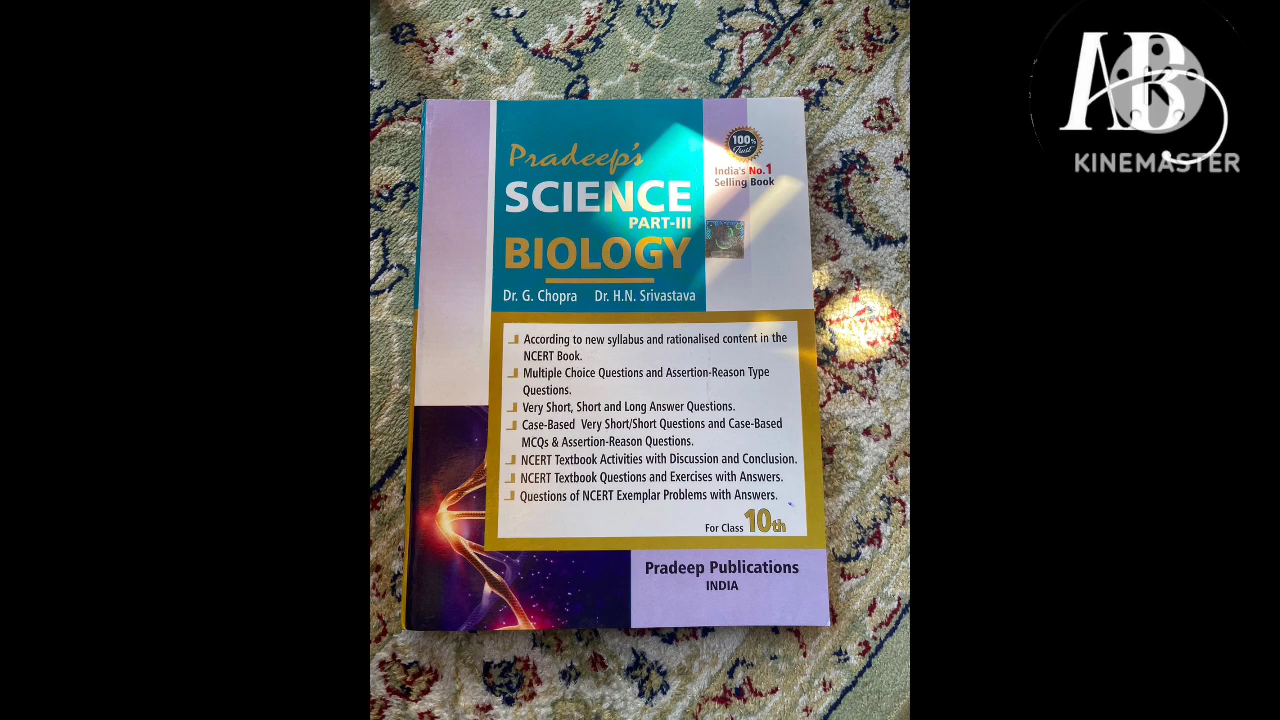 Pradeep's
SCIENCE
PART-III
BIOLOGY
Dr. G. Chopra Dr. H.N. Srivastava
100%
Trust
India's No.1
Selling Book
According to new syllabus and rationalised content in the
NCERT Book.
Multiple Choice Questions and Assertion-Reason Type
Questions.
Very Short, Short and Long Answer Questions.
Case-Based Very Short/Short Questions and Case-Based
MCQs & Assertion-Reason Questions.
NCERT Textbook Activities with Discussion and Conclusion.
NCERT Textbook Questions and Exercises with Answers.
Questions of NCERT Exemplar Problems with Answers.
For Class 10th
Pradeep Publications
INDIA
AB
K
KINEMASTER